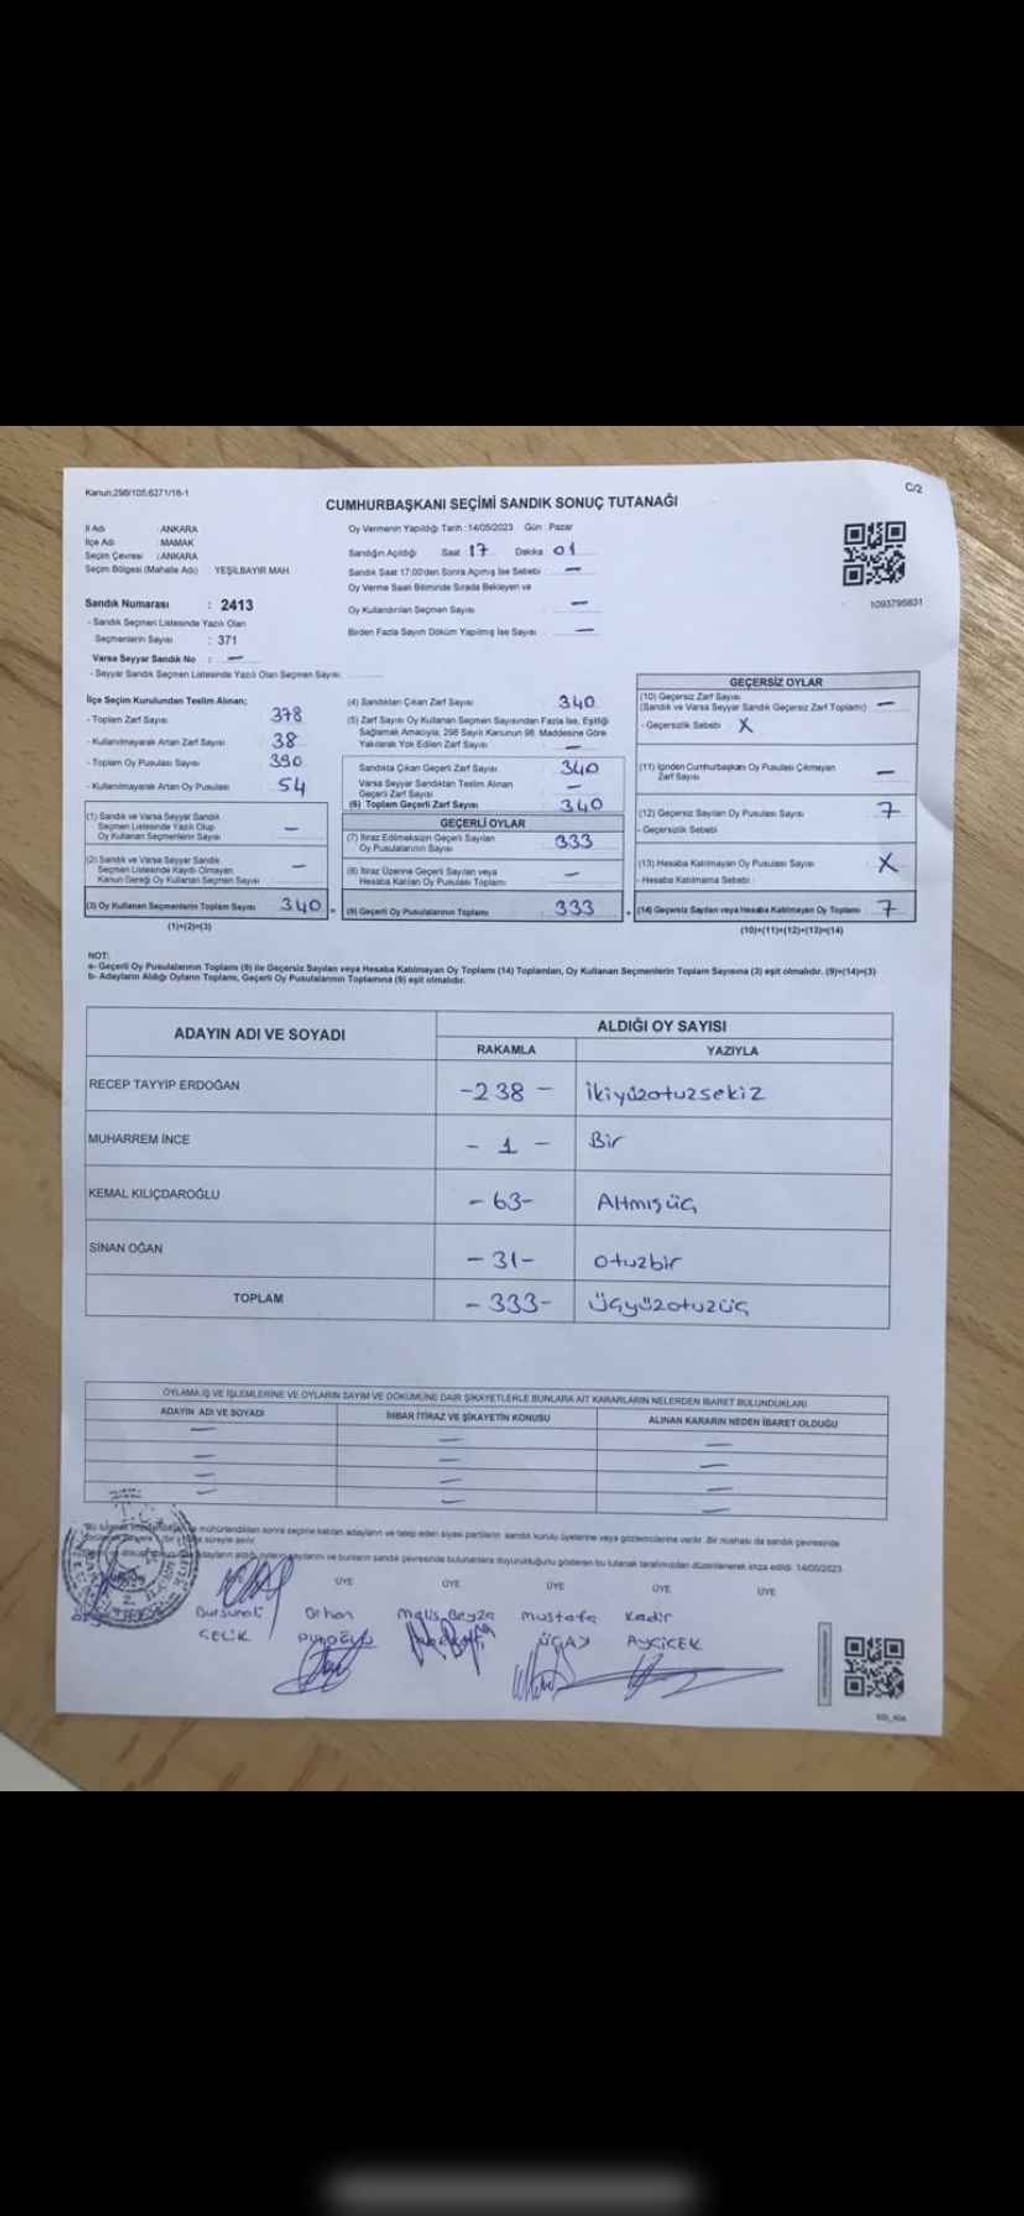 Kanun:298/105,6271/16-1
C/2
CUMHURBAŞKANI SEÇİMİ SANDIK SONUÇ TUTANAĞI
İl Adı : ANKARA
İlçe Adı : MAMAK
Seçim Çevresi : ANKARA
Seçim Bölgesi (Mahalle Adı) YEŞİLBAYIR MAH.
Oy Vermenin Yapıldığı Tarih : 14/05/2023 Gün : Pazar
Sandığın Açıldığı Saat 17 Dakika 01
Sandık Saat 17:00'den Sonra Açılmış İse Sebebi —
Oy Verme Saati Bitiminde Sırada Bekleyen ve
Oy Kullandırılan Seçmen Sayısı —
Birden Fazla Sayım Döküm Yapılmış İse Sayısı —
1093795631
Sandık Numarası : 2413
- Sandık Seçmen Listesinde Yazılı Olan
Seçmenlerin Sayısı : 371
Varsa Seyyar Sandık No : —
- Seyyar Sandık Seçmen Listesinde Yazılı Olan Seçmen Sayısı
İlçe Seçim Kurulundan Teslim Alınan:
- Toplam Zarf Sayısı 378
- Kullanılmayarak Artan Zarf Sayısı 38
- Toplam Oy Pusulası Sayısı 390
- Kullanılmayarak Artan Oy Pusulası 54
(1) Sandık ve Varsa Seyyar Sandık
Seçmen Listesinde Yazılı Olup
Oy Kullanan Seçmenlerin Sayısı —
(2) Sandık ve Varsa Seyyar Sandık
Seçmen Listesinde Kayıtlı Olmayan
Kanun Gereği Oy Kullanan Seçmen Sayısı —
(3) Oy Kullanan Seçmenlerin Toplam Sayısı 340
(1)+(2)=(3)
(4) Sandıktan Çıkan Zarf Sayısı 340
(5) Zarf Sayısı Oy Kullanan Seçmen Sayısından Fazla İse, Eşitliği
Sağlamak Amacıyla, 298 Sayılı Kanunun 98. Maddesine Göre
Yakılarak Yok Edilen Zarf Sayısı —
Sandıkta Çıkan Geçerli Zarf Sayısı 340
Varsa Seyyar Sandıktan Teslim Alınan
Geçerli Zarf Sayısı —
(6) Toplam Geçerli Zarf Sayısı 340
GEÇERLİ OYLAR
(7) İtiraz Edilmeksizin Geçerli Sayılan
Oy Pusulalarının Sayısı 333
(8) İtiraz Üzerine Geçerli Sayılan veya
Hesaba Katılan Oy Pusulası Toplamı —
(9) Geçerli Oy Pusulalarının Toplamı 333
GEÇERSİZ OYLAR
(10) Geçersiz Zarf Sayısı
(Sandık ve Varsa Seyyar Sandık Geçersiz Zarf Toplamı) —
- Geçersizlik Sebebi X
(11) İçinden Cumhurbaşkanı Oy Pusulası Çıkmayan
Zarf Sayısı —
(12) Geçersiz Sayılan Oy Pusulası Sayısı 7
- Geçersizlik Sebebi
(13) Hesaba Katılmayan Oy Pusulası Sayısı X
- Hesaba Katılmama Sebebi
(14) Geçersiz Sayılan veya Hesaba Katılmayan Oy Toplamı 7
(10)+(11)+(12)+(13)=(14)
NOT:
a- Geçerli Oy Pusulalarının Toplamı (9) ile Geçersiz Sayılan veya Hesaba Katılmayan Oy Toplamı (14) Toplamları, Oy Kullanan Seçmenlerin Toplam Sayısına (3) eşit olmalıdır. (9)+(14)=(3)
b- Adayların Aldığı Oyların Toplamı, Geçerli Oy Pusulalarının Toplamına (9) eşit olmalıdır.
ADAYIN ADI VE SOYADI
ALDIĞI OY SAYISI
RAKAMLA YAZIYLA
RECEP TAYYİP ERDOĞAN -238- ikiyüzotuzsekiz
MUHARREM İNCE -1- Bir
KEMAL KILIÇDAROĞLU -63- Altmışüç
SİNAN OĞAN -31- otuzbir
TOPLAM -333- üçyüzotuzüç
OYLAMA İŞ VE İŞLEMLERİNE VE OYLARIN SAYIM VE DÖKÜMÜNE DAİR ŞİKAYETLERLE BUNLARA AİT KARARLARIN NELERDEN İBARET BULUNDUKLARI
ADAYIN ADI VE SOYADI İHBAR İTİRAZ VE ŞİKAYETİN KONUSU ALINAN KARARIN NEDEN İBARET OLDUĞU
mühürlendikten sonra seçime katılan adayların ve talep eden siyasi partilerin sandık kurulu üyelerine veya gözlemcilerine verilir. Bir nüshası da sandık çevresinde
süreyle asılır.
adayların aldığı oyların sayılarını ve bunların sandık çevresinde bulunanlara duyurulduğunu gösteren bu tutanak tarafımızdan düzenlenerek imza edildi. 14/05/2023
ÜYE ÜYE ÜYE ÜYE ÜYE
Dursunali Orhan Melis Beyza Mustafa Kadir
ÇELİK AYÇİÇEK